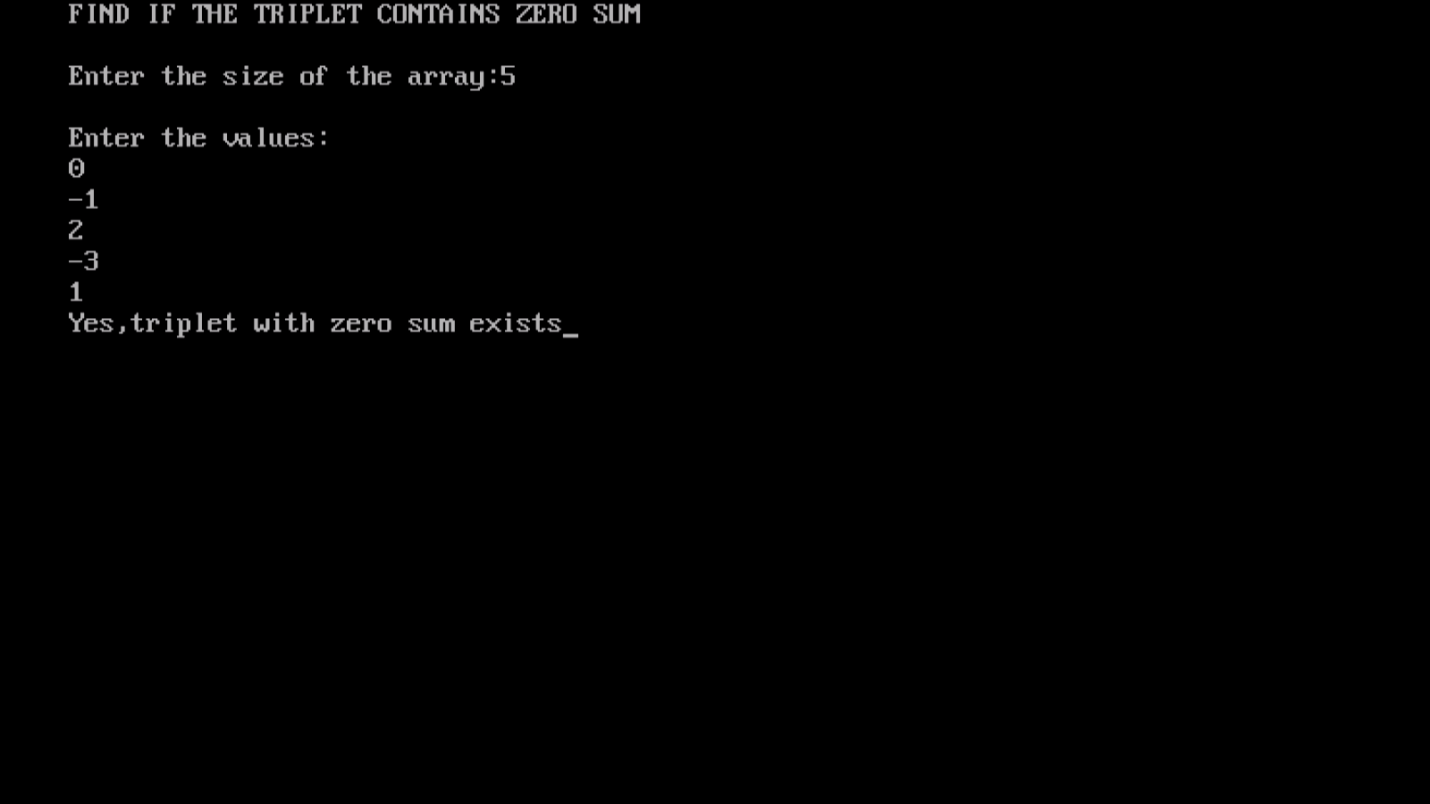 FIND IF THE TRIPLET CONTAINS ZERO SUM
Enter the size of the array:5
Enter the values:
0
-1
2
-3
1
Yes,triplet with zero sum exists_